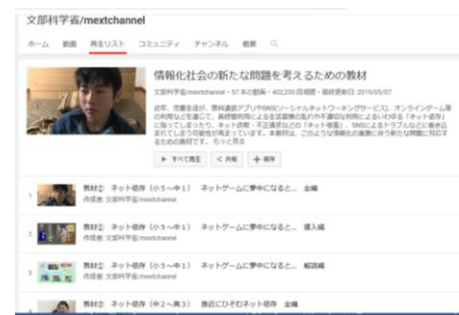 文部科学省/mextchannel
ホーム 動画 再生リスト コミュニティ チャンネル 概要
情報化社会の新たな問題を考えるための教材
文部科学省/mextchannel・57 本の動画・402,255 回視聴・最終更新日: 2019/05/07
近年、児童生徒が、無料通話アプリやSNS(ソーシャルネットワーキングサービス)、オンラインゲーム等
の利用などを通じて、長時間利用による生活習慣の乱れや不適切な利用によるいわゆる「ネット依存」
に陥ってしまったり、ネット詐欺・不正請求などの「ネット被害」、SNSによるトラブルなどに巻き込
まれてしまう可能性が高まっています。本教材は、このような情報化の進展に伴う新たな問題に対応す
るための教材です。 もっと見る
すべて再生 共有 保存
1 教材① ネット依存(小5~中1) ネットゲームに夢中になると... 全編
作成者 文部科学省/mextchannel
2 教材① ネット依存(小5~中1) ネットゲームに夢中になると... 導入編
作成者 文部科学省/mextchannel
3 教材① ネット依存(小5~中1) ネットゲームに夢中になると... 解説編
作成者 文部科学省/mextchannel
教材② ネット依存(中2~高3) 身近にひそむネット依存 全編
作成者 文部科学省/mextchannel